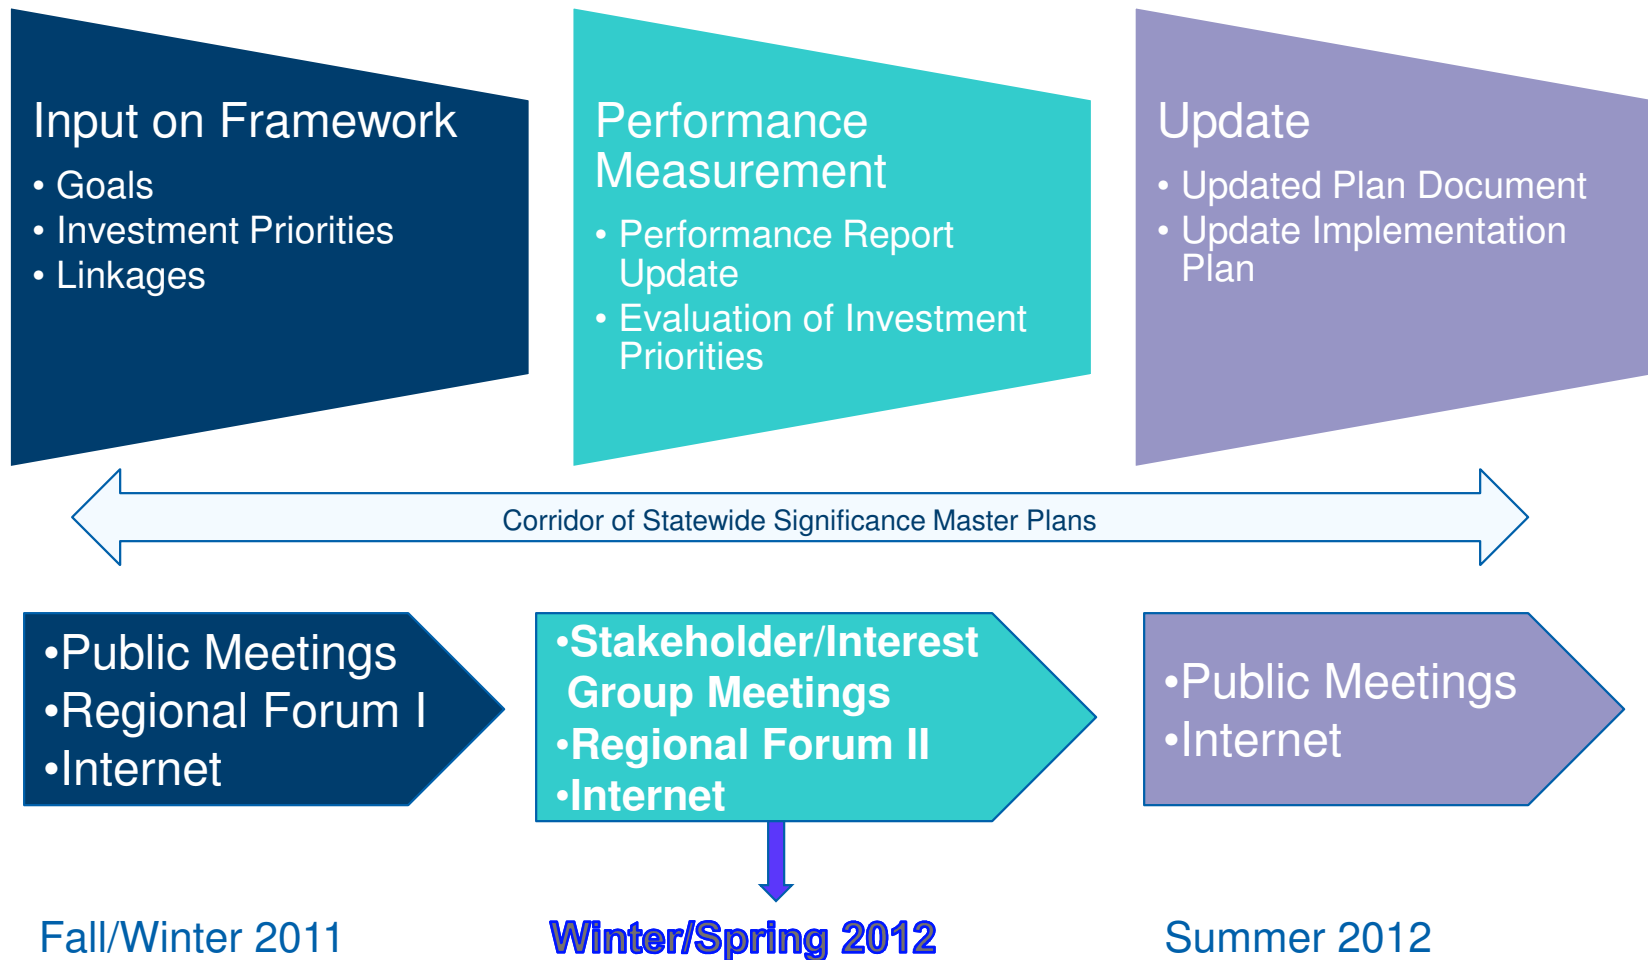 Input on Framework
• Goals
• Investment Priorities
• Linkages
Performance
Measurement
• Performance Report
Update
• Evaluation of Investment
Priorities
Update
• Updated Plan Document
• Update Implementation
Plan
Corridor of Statewide Significance Master Plans
•Public Meetings
•Regional Forum I
•Internet
•Stakeholder/Interest
Group Meetings
•Regional Forum II
•Internet
•Public Meetings
•Internet
Fall/Winter 2011
Winter/Spring 2012
Summer 2012